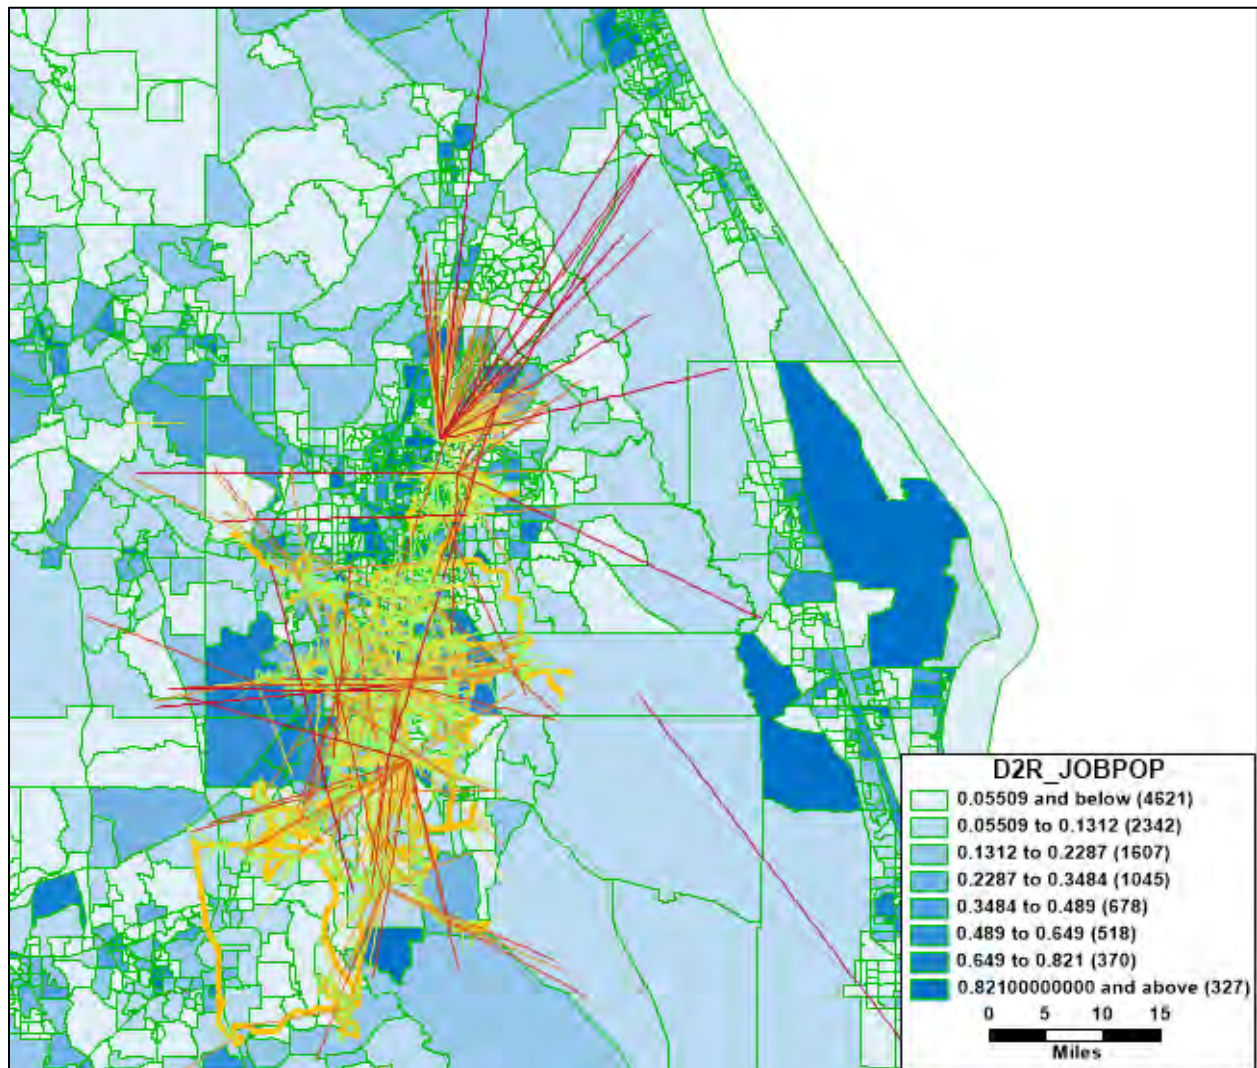 D2R_JOBPOP
0.05509 and below (4621)
0.05509 to 0.1312 (2342)
0.1312 to 0.2287 (1607)
0.2287 to 0.3484 (1045)
0.3484 to 0.489 (678)
0.489 to 0.649 (518)
0.649 to 0.821 (370)
0.82100000000 and above (327)
0 5 10 15
Miles